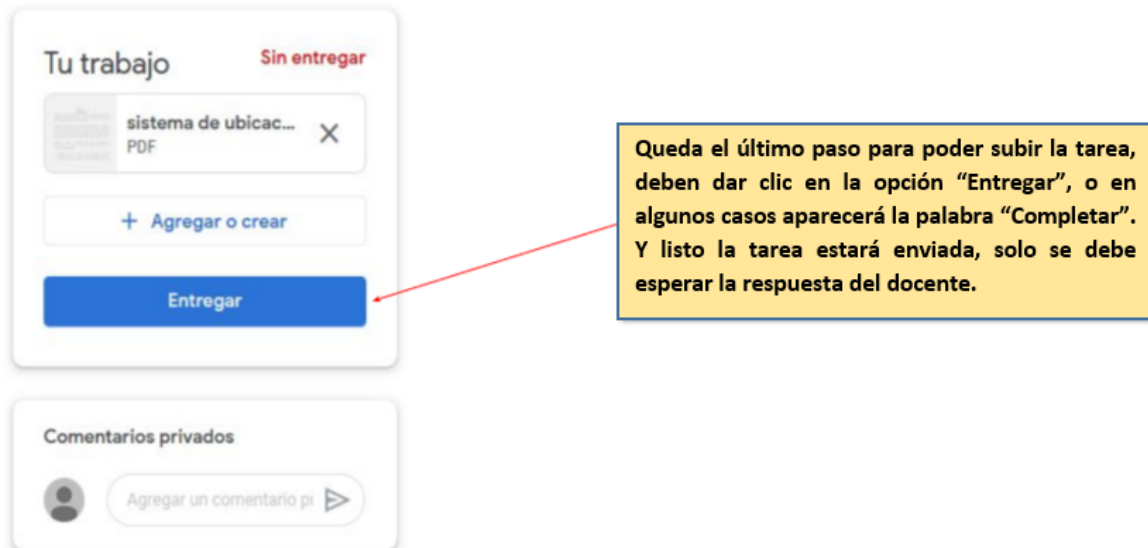 Tu trabajo
Sin entregar
sistema de ubicac...
PDF
+ Agregar o crear
Entregar
Queda el último paso para poder subir la tarea,
deben dar clic en la opción “Entregar”, o en
algunos casos aparecerá la palabra “Completar”.
Y listo la tarea estará enviada, solo se debe
esperar la respuesta del docente.
Comentarios privados
Agregar un comentario pi